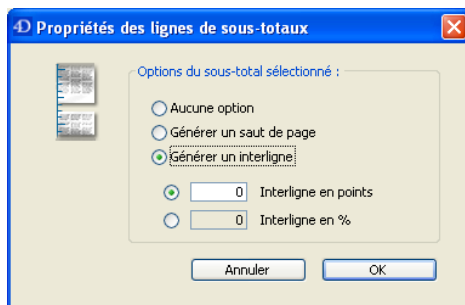 4D Propriétés des lignes de sous-totaux
Options du sous-total sélectionné :
Aucune option
Générer un saut de page
Générer un interligne
0 Interligne en points
0 Interligne en %
Annuler OK